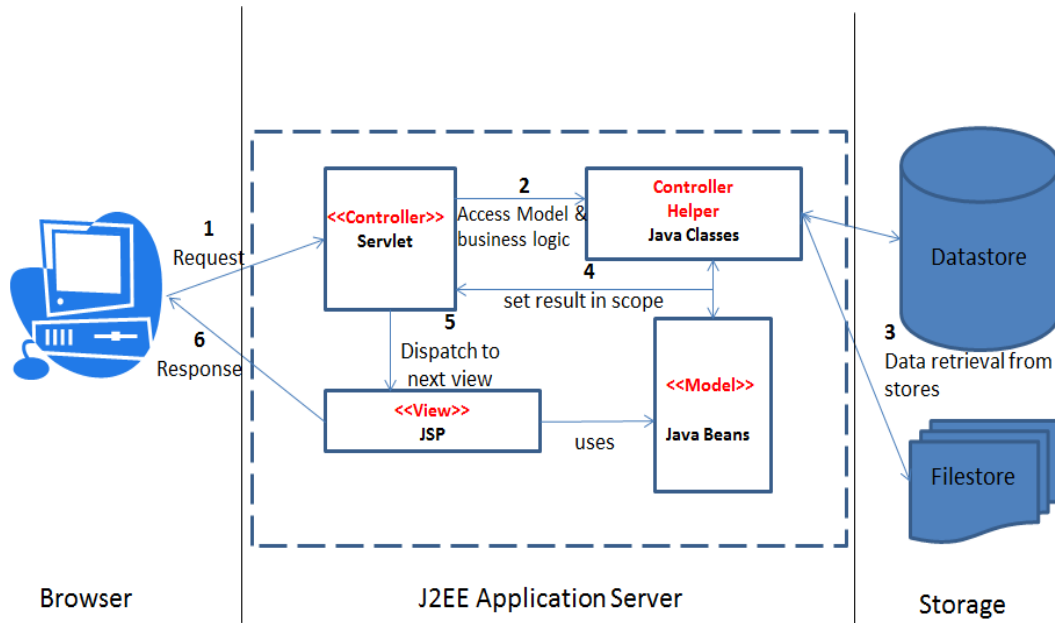 1
Request
6
Response
<<Controller>>
Servlet
2
Access Model &
business logic
Controller
Helper
Java Classes
4
set result in scope
5
Dispatch to
next view
<<View>>
JSP
uses
<<Model>>
Java Beans
Datastore
3
Data retrieval from
stores
Filestore
Browser
J2EE Application Server
Storage